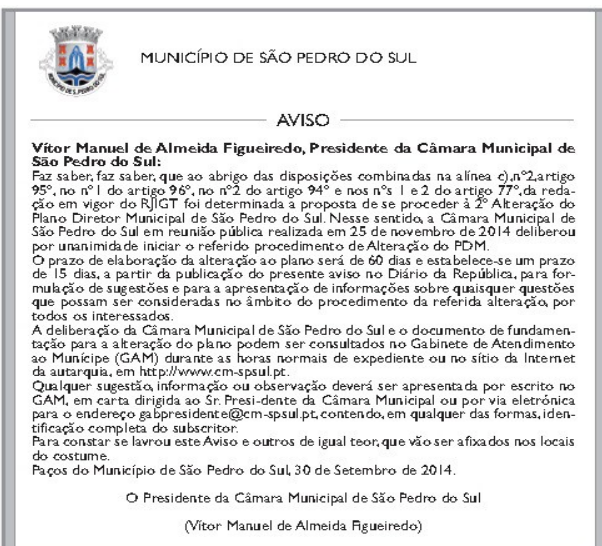 MUNICÍPIO DE SÃO PEDRO DO SUL
AVISO
Vítor Manuel de Almeida Figueiredo, Presidente da Câmara Municipal de
São Pedro do Sul:
Faz saber, faz saber, que ao abrigo das disposições combinadas na alínea c),nº2,artigo
95º, no nº1 do artigo 96º, no nº2 do artigo 94º e nos nºs 1 e 2 do artigo 77º,da reda-
ção em vigor do RJIGT foi determinada a proposta de se proceder à 2ª Alteração do
Plano Diretor Municipal de São Pedro do Sul. Nesse sentido, a Câmara Municipal de
São Pedro do Sul em reunião pública realizada em 25 de novembro de 2014 deliberou
por unanimidade iniciar o referido procedimento de Alteração do PDM.
O prazo de elaboração da alteração ao plano será de 60 dias e estabelece-se um prazo
de 15 dias, a partir da publicação do presente aviso no Diário da República, para for-
mulação de sugestões e para a apresentação de informações sobre quaisquer questões
que possam ser consideradas no âmbito do procedimento da referida alteração, por
todos os interessados.
A deliberação da Câmara Municipal de São Pedro do Sul e o documento de fundamen-
tação para a alteração do plano podem ser consultados no Gabinete de Atendimento
ao Munícipe (GAM) durante as horas normais de expediente ou no sítio da Internet
da autarquia, em http://www.cm-spsul.pt.
Qualquer sugestão, informação ou observação deverá ser apresentada por escrito no
GAM, em carta dirigida ao Sr. Presi-dente da Câmara Municipal ou por via eletrónica
para o endereço gabpresidente@cm-spsul.pt, contendo, em qualquer das formas, iden-
tificação completa do subscritor.
Para constar se lavrou este Aviso e outros de igual teor, que vão ser afixados nos locais
do costume.
Paços do Município de São Pedro do Sul, 30 de Setembro de 2014.
O Presidente da Câmara Municipal de São Pedro do Sul
(Vítor Manuel de Almeida Figueiredo)